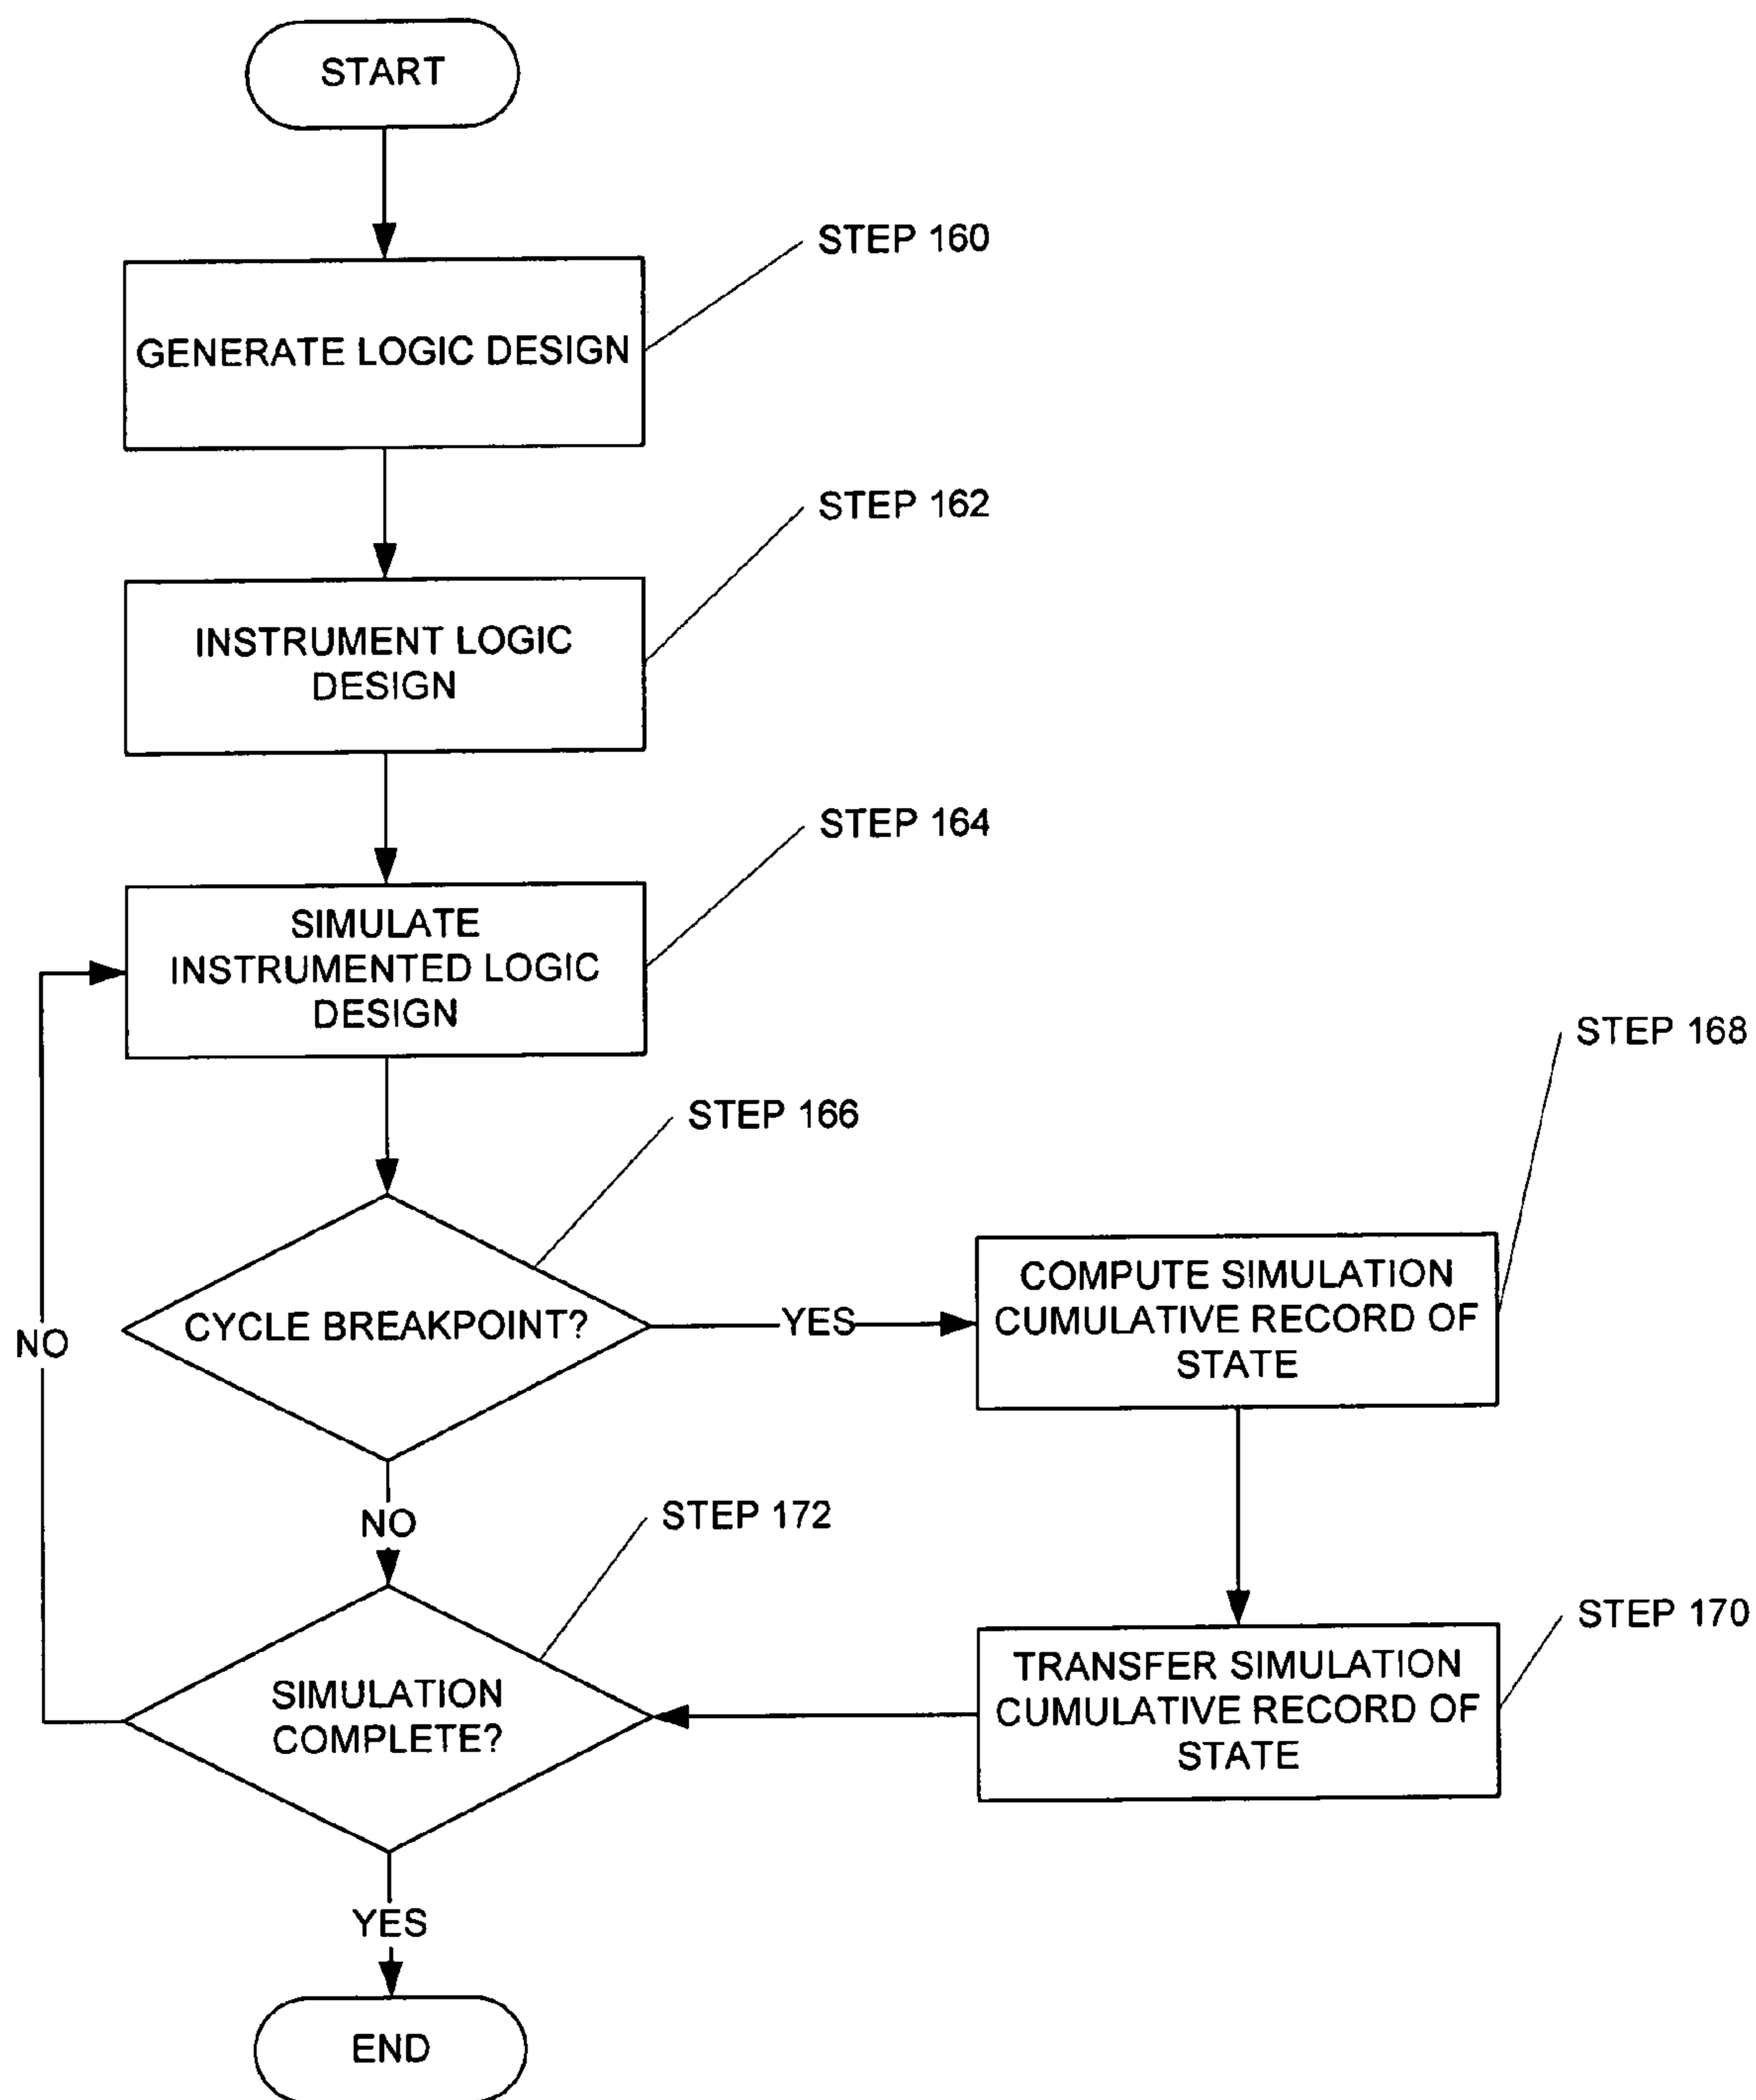 START
STEP 160
GENERATE LOGIC DESIGN
STEP 162
INSTRUMENT LOGIC
DESIGN
STEP 164
SIMULATE
INSTRUMENTED LOGIC
DESIGN
STEP 166
CYCLE BREAKPOINT?
YES
STEP 168
COMPUTE SIMULATION
CUMULATIVE RECORD OF
STATE
NO
NO
STEP 172
SIMULATION
COMPLETE?
STEP 170
TRANSFER SIMULATION
CUMULATIVE RECORD OF
STATE
YES
END